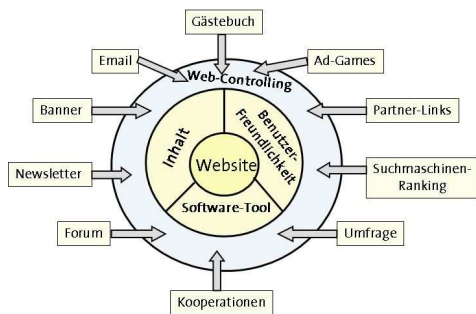 Gästebuch
Email
Ad-Games
Web-Controlling
Banner
Partner-Links
Inhalt
Benutzer-
Freundlichkeit
Website
Newsletter
Suchmaschinen-
Ranking
Software-Tool
Forum
Umfrage
Kooperationen